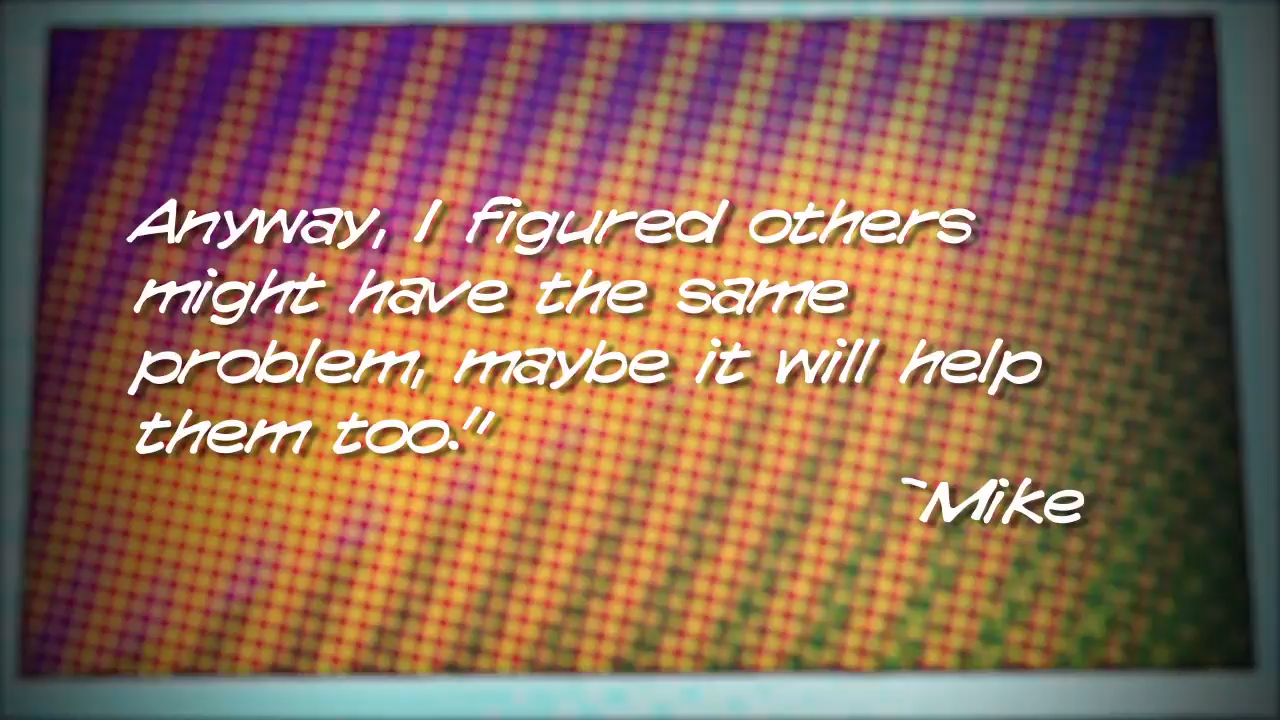 Anyway, I figured others
might have the same
problem, maybe it will help
them too."
~Mike